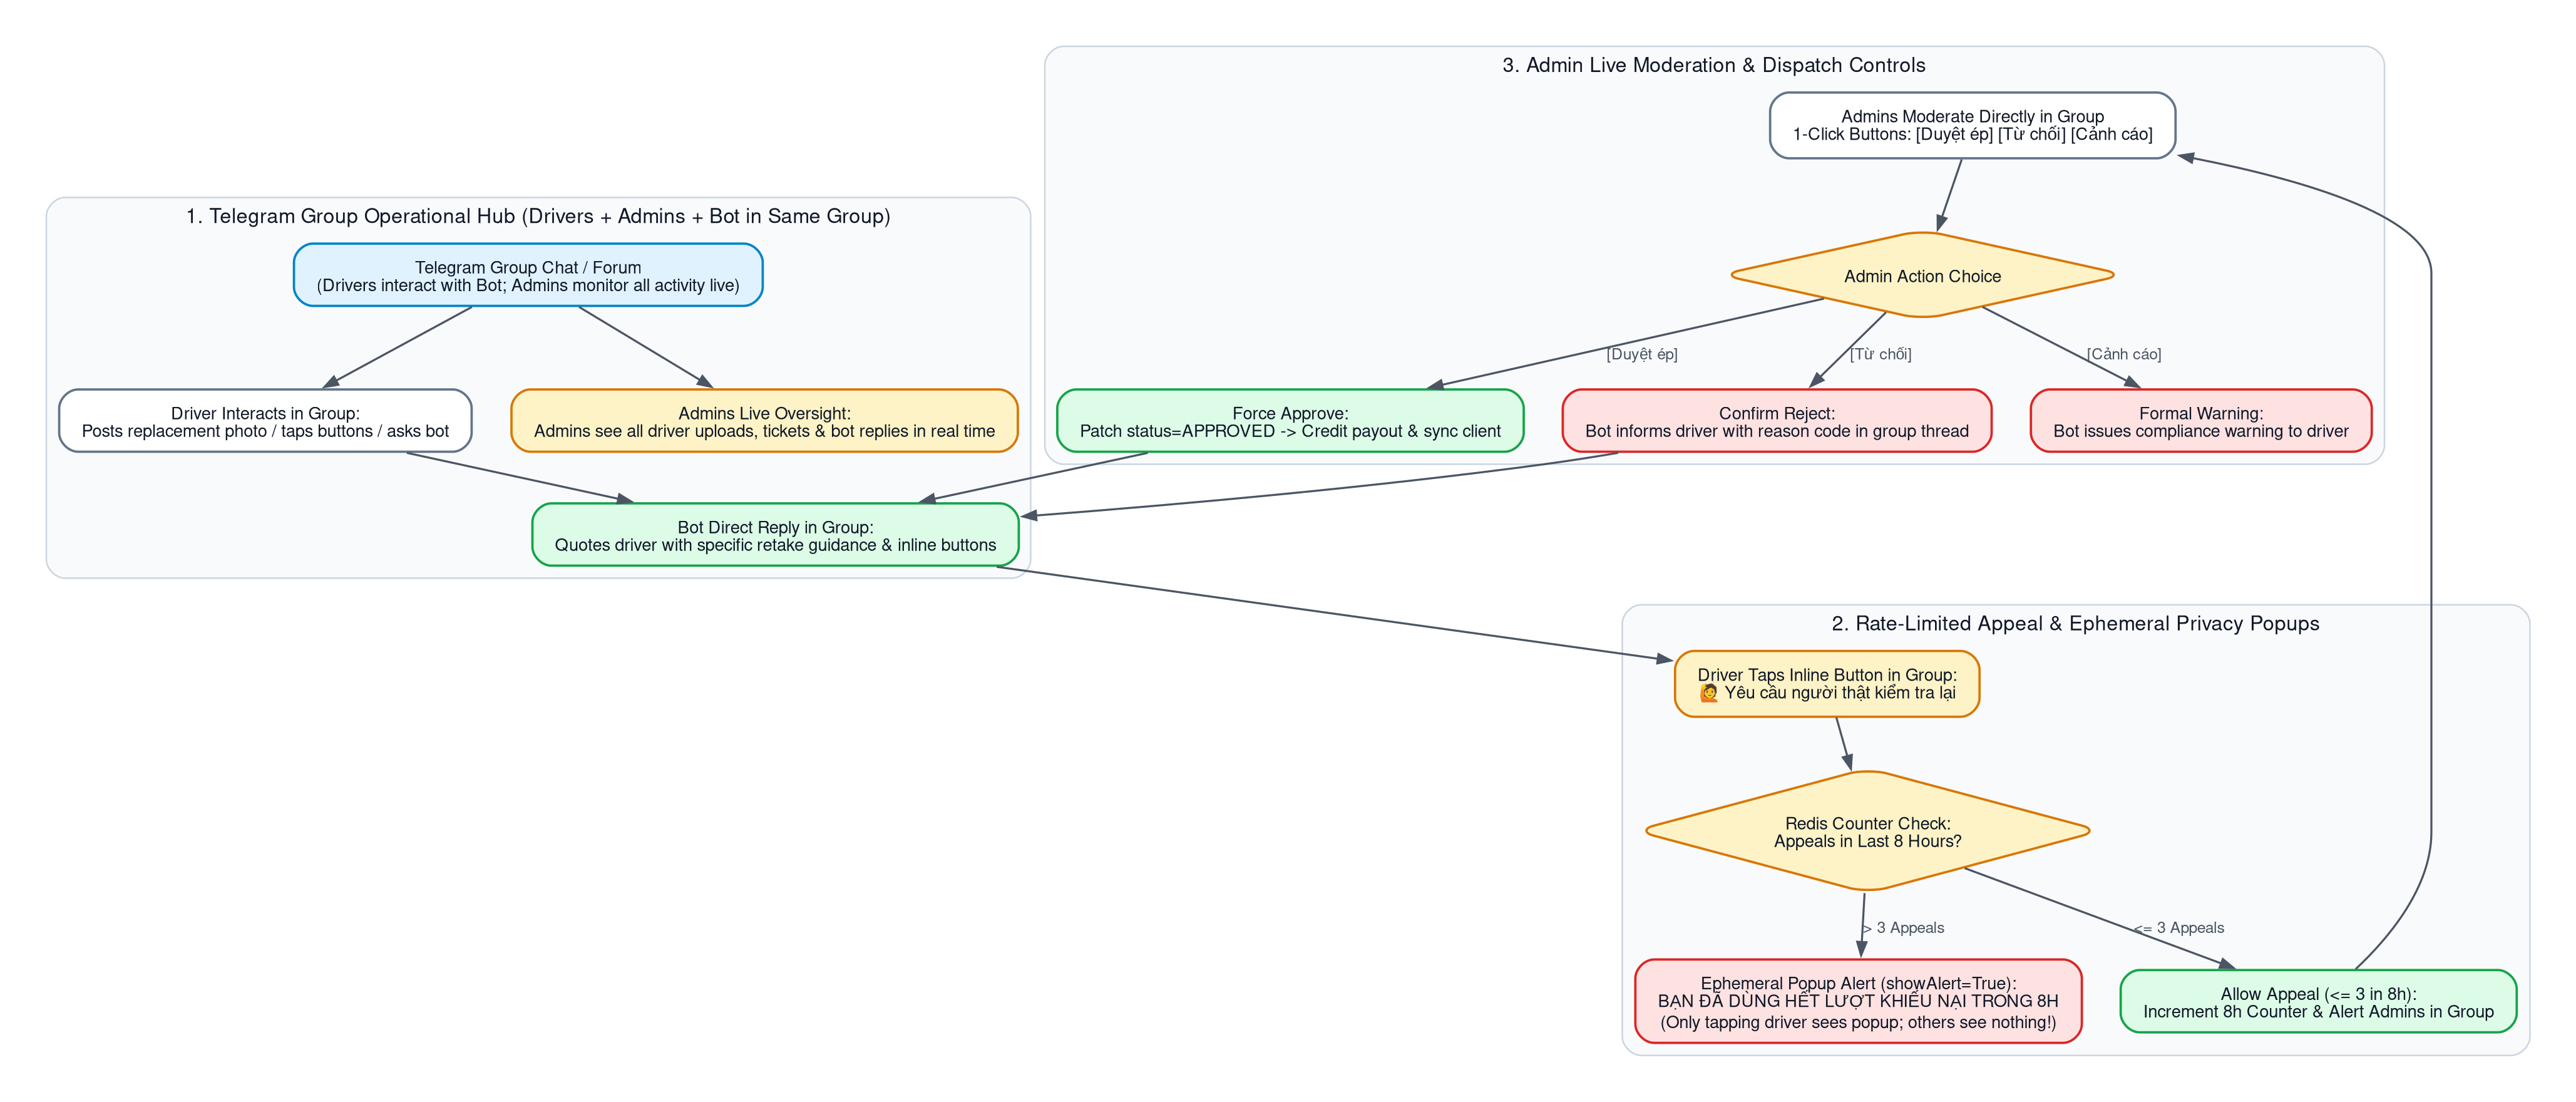 3. Admin Live Moderation & Dispatch Controls
Admins Moderate Directly in Group
1-Click Buttons: [Duyệt ép] [Từ chối] [Cảnh cáo]
Admin Action Choice
[Duyệt ép]
[Từ chối]
[Cảnh cáo]
Force Approve:
Patch status=APPROVED -> Credit payout & sync client
Confirm Reject:
Bot informs driver with reason code in group thread
Formal Warning:
Bot issues compliance warning to driver
1. Telegram Group Operational Hub (Drivers + Admins + Bot in Same Group)
Telegram Group Chat / Forum
(Drivers interact with Bot; Admins monitor all activity live)
Driver Interacts in Group:
Posts replacement photo / taps buttons / asks bot
Admins Live Oversight:
Admins see all driver uploads, tickets & bot replies in real time
Bot Direct Reply in Group:
Quotes driver with specific retake guidance & inline buttons
2. Rate-Limited Appeal & Ephemeral Privacy Popups
Driver Taps Inline Button in Group:
🙋 Yêu cầu người thật kiểm tra lại
Redis Counter Check:
Appeals in Last 8 Hours?
> 3 Appeals
<= 3 Appeals
Ephemeral Popup Alert (showAlert=True):
BẠN ĐÃ DÙNG HẾT LƯỢT KHIẾU NẠI TRONG 8H
(Only tapping driver sees popup; others see nothing!)
Allow Appeal (<= 3 in 8h):
Increment 8h Counter & Alert Admins in Group